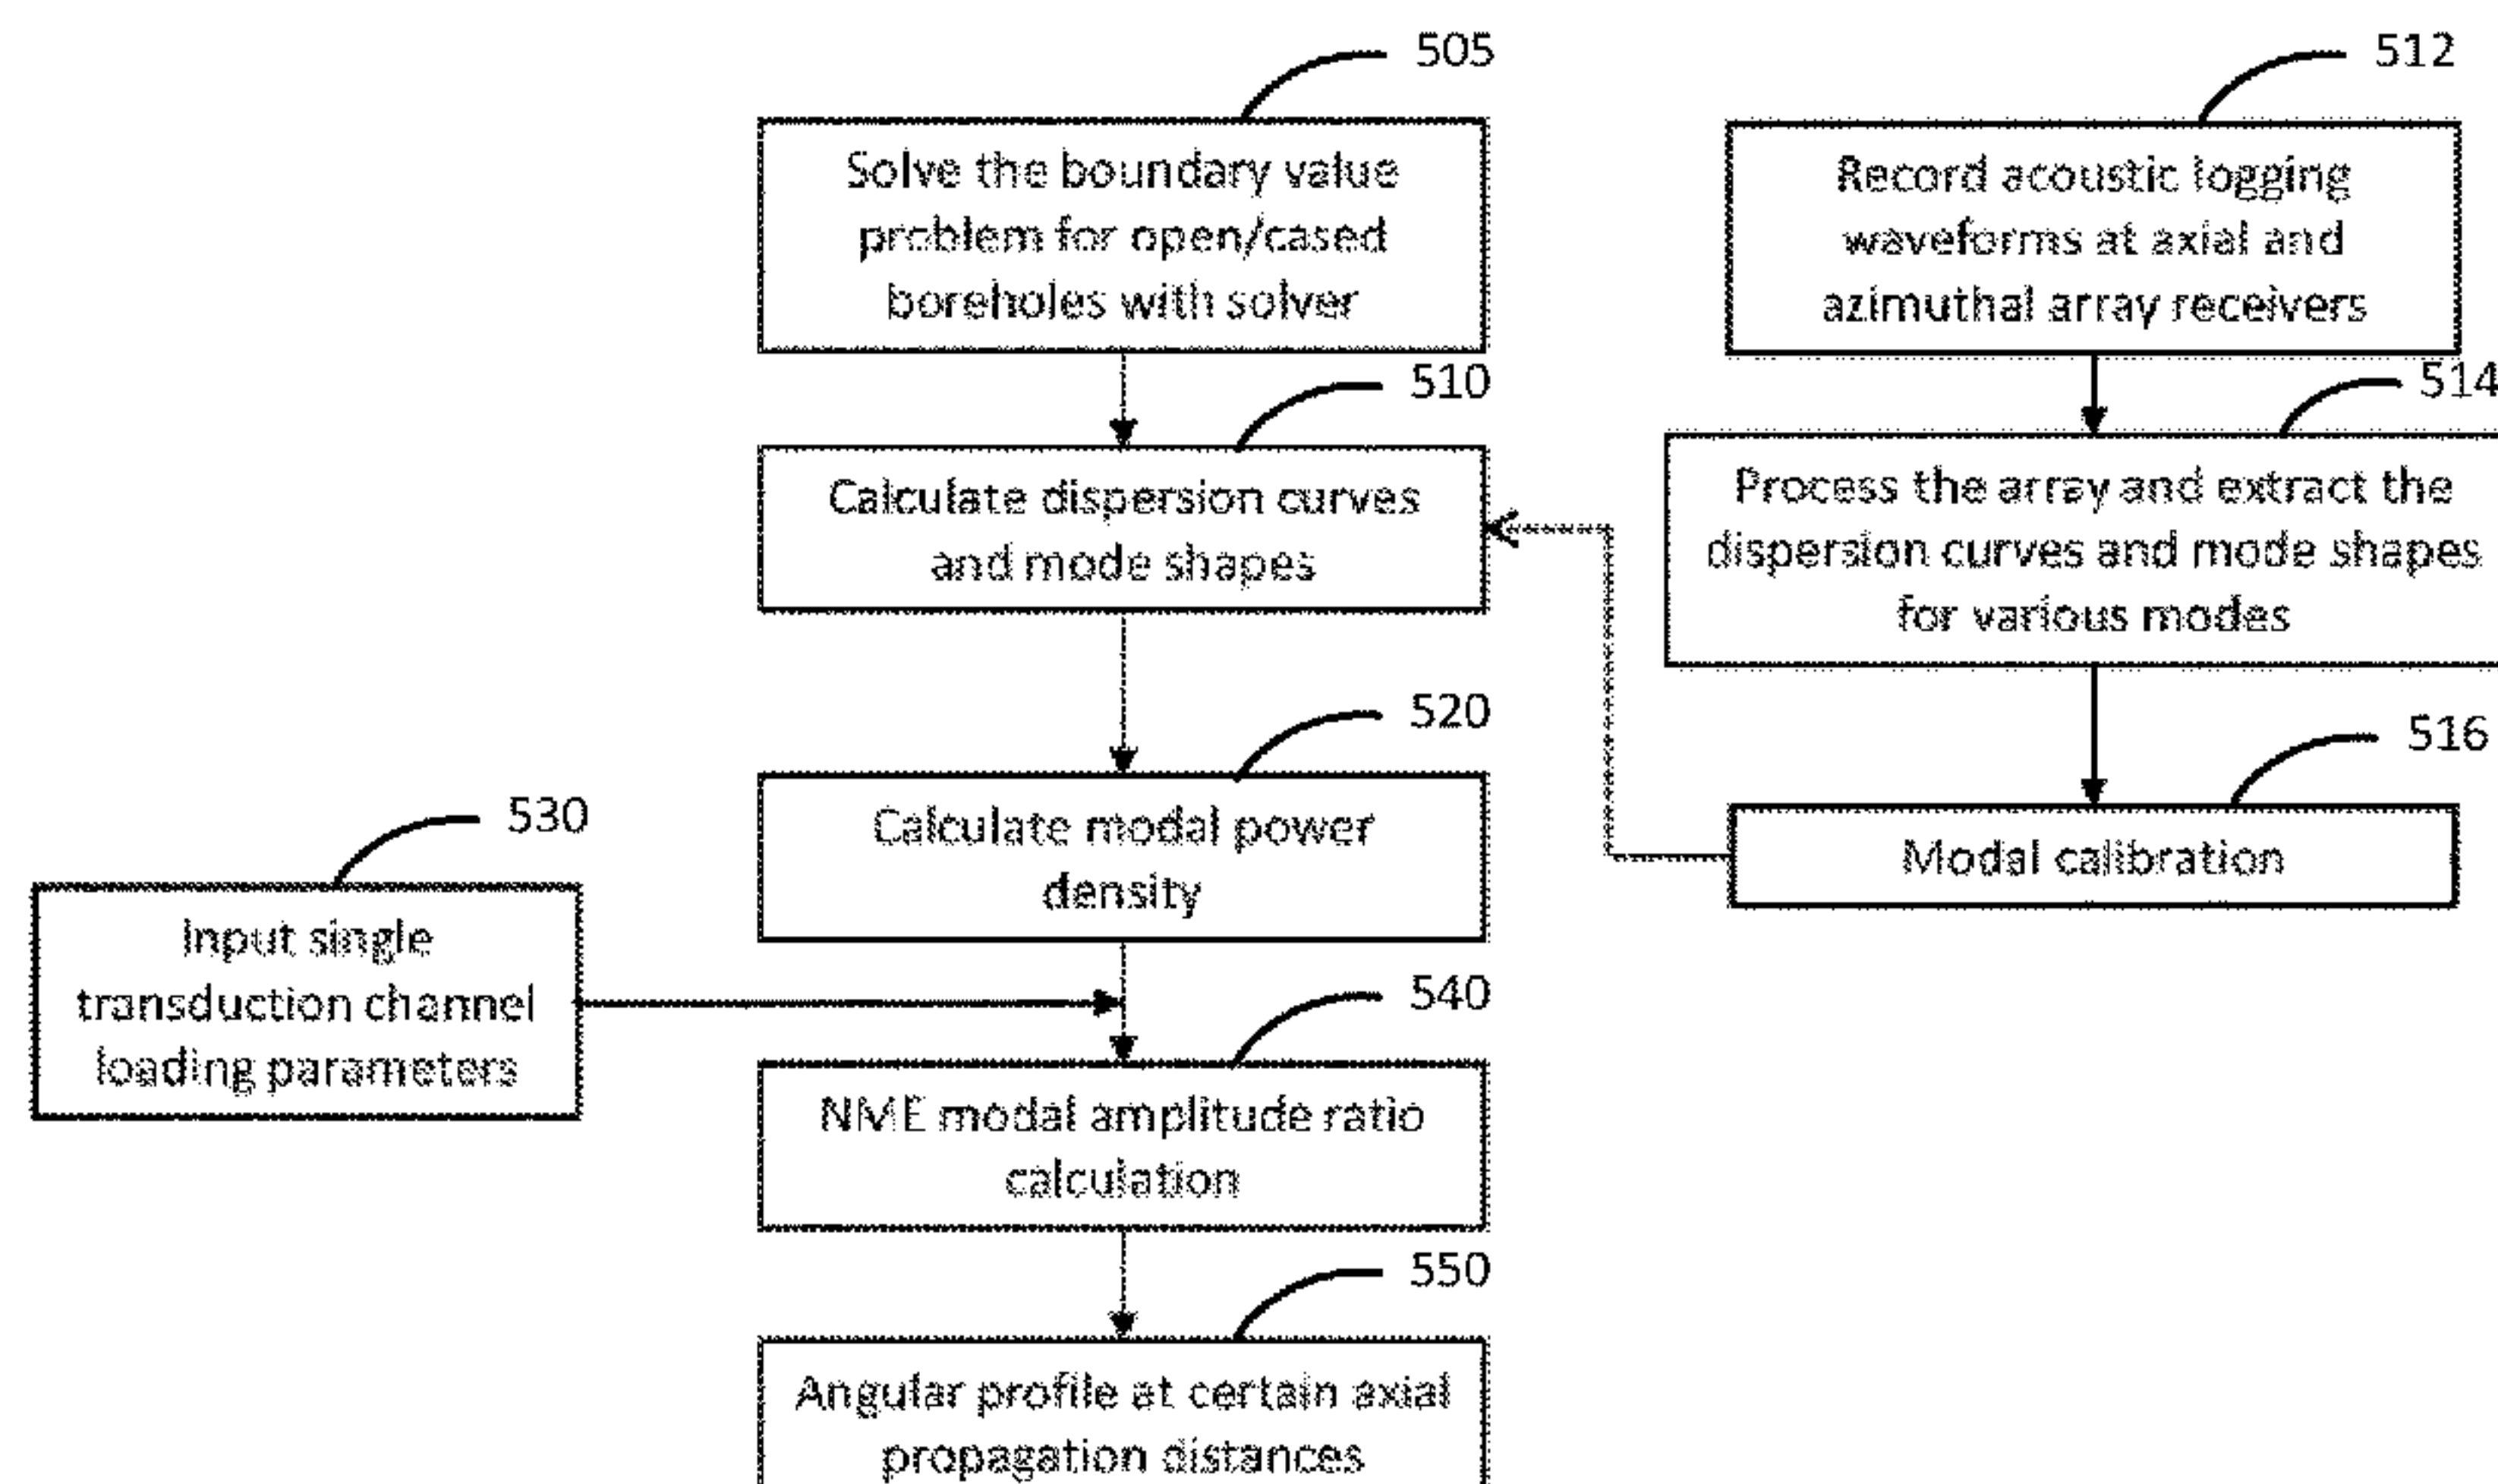 505
Solve the boundary value
problem for open/cased
boreholes with solver
510
Calculate dispersion curves
and mode shapes
520
Calculate modal power
density
530
Input single
transduction channel
loading parameters
540
NME modal amplitude ratio
calculation
550
Angular profile at certain axial
propagation distances
512
Record acoustic logging
waveforms at axial and
azimuthal array receivers
514
Process the array and extract the
dispersion curves and mode shapes
for various modes
516
Modal calibration